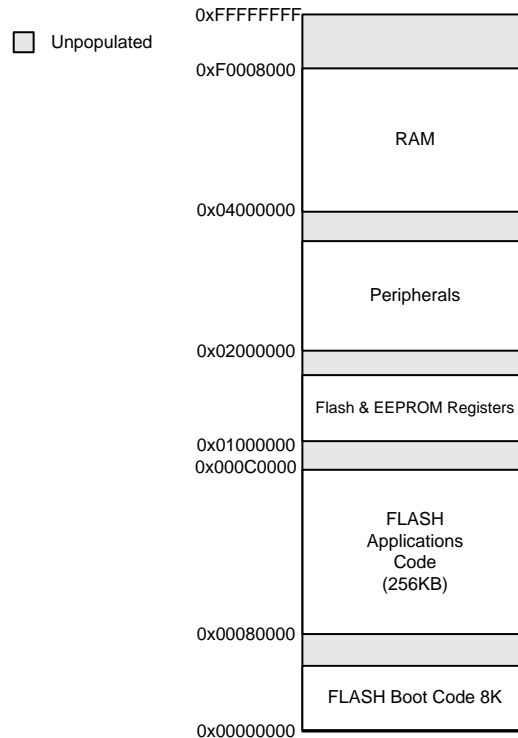 0xFFFFFFFF
Unpopulated
0xF0008000
RAM
0x04000000
Peripherals
0x02000000
Flash & EEPROM Registers
0x01000000
0x000C0000
FLASH
Applications
Code
(256KB)
0x00080000
FLASH Boot Code 8K
0x00000000